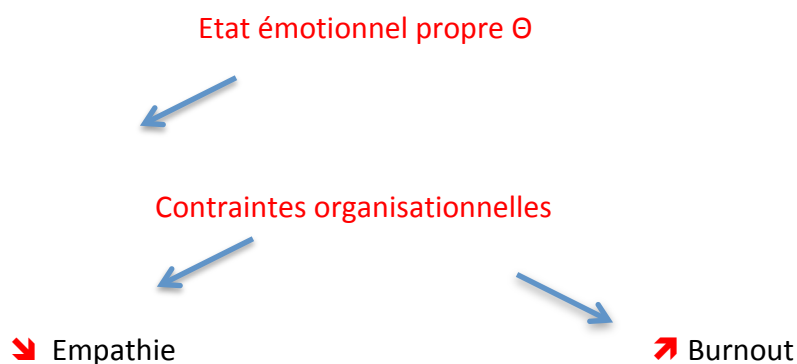 Etat émotionnel propre Θ
Contraintes organisationnelles
➘ Empathie
➚ Burnout